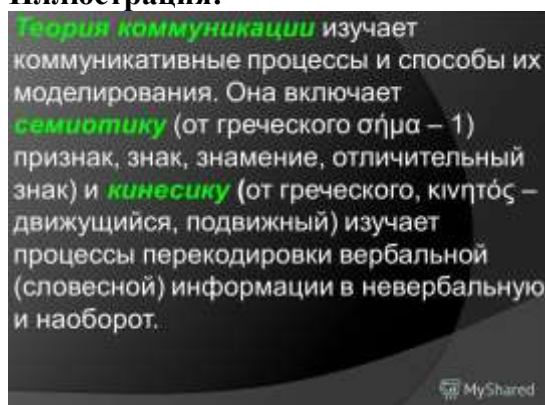 Иллюстрация:
Теория коммуникации изучает
коммуникативные процессы и способы их
моделирования. Она включает
семиотику (от греческого σήμα – 1)
признак, знак, знамение, отличительный
знак) и кинесику (от греческого, κινητός –
движущийся, подвижный) изучает
процессы перекодировки вербальной
(словесной) информации в невербальную
и наоборот.
MyShared